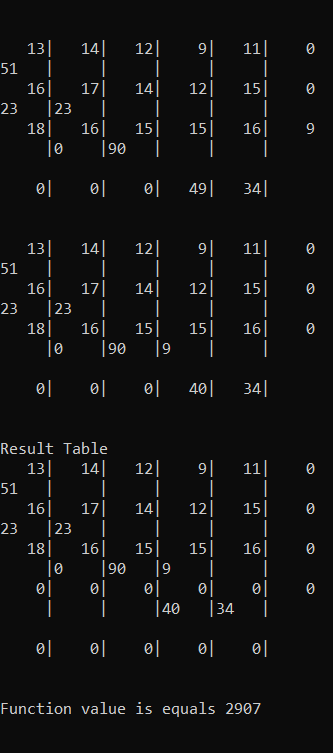 13|   14|   12|    9|   11|    0
51   |     |     |     |     |
   16|   17|   14|   12|   15|    0
23   |23   |     |     |     |
   18|   16|   15|   15|   16|    9
     |0    |90   |     |     |
    0|    0|    0|   49|   34|
   13|   14|   12|    9|   11|    0
51   |     |     |     |     |
   16|   17|   14|   12|   15|    0
23   |23   |     |     |     |
   18|   16|   15|   15|   16|    0
     |0    |90   |9    |     |
    0|    0|    0|   40|   34|
Result Table
   13|   14|   12|    9|   11|    0
51   |     |     |     |     |
   16|   17|   14|   12|   15|    0
23   |23   |     |     |     |
   18|   16|   15|   15|   16|    0
     |0    |90   |9    |     |
    0|    0|    0|    0|    0|    0
     |     |     |40   |34   |
    0|    0|    0|    0|    0|
Function value is equals 2907